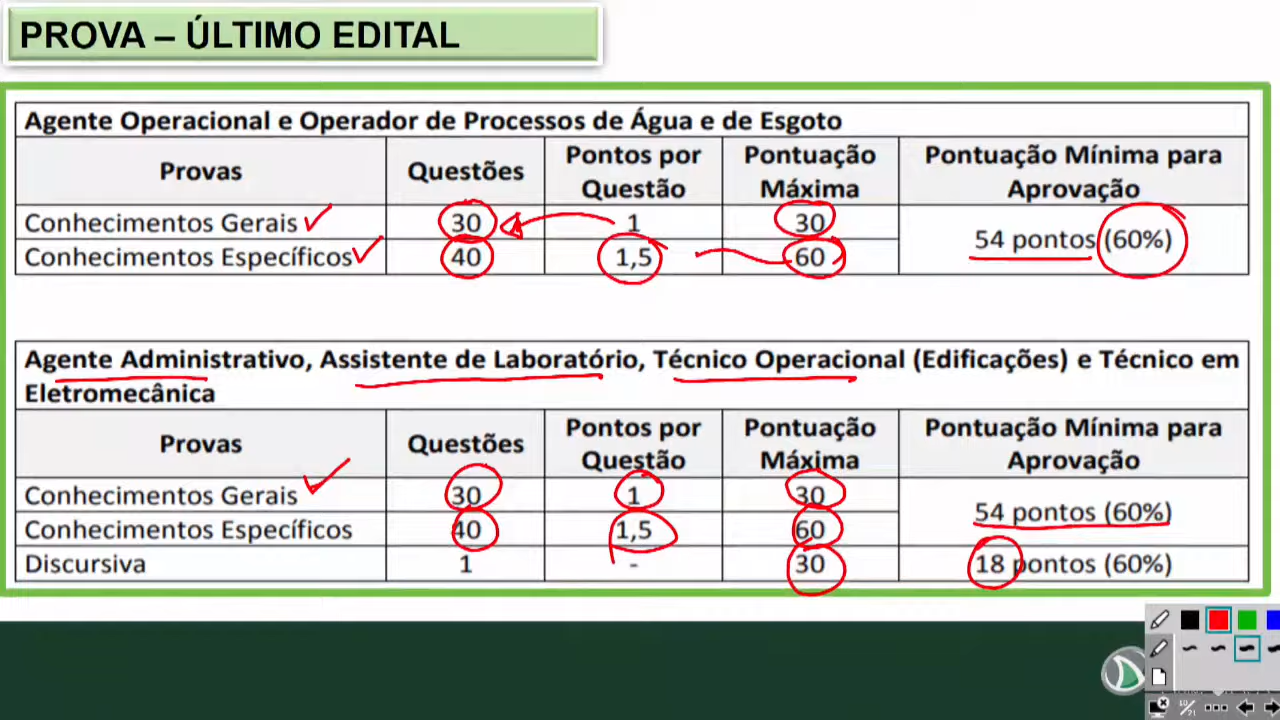 PROVA – ÚLTIMO EDITAL
Agente Operacional e Operador de Processos de Água e de Esgoto
Provas Questões Pontos por Questão Pontuação Máxima Pontuação Mínima para Aprovação
Conhecimentos Gerais 30 1 30 54 pontos (60%)
Conhecimentos Específicos 40 1,5 60
Agente Administrativo, Assistente de Laboratório, Técnico Operacional (Edificações) e Técnico em
Eletromecânica
Provas Questões Pontos por Questão Pontuação Máxima Pontuação Mínima para Aprovação
Conhecimentos Gerais 30 1 30 54 pontos (60%)
Conhecimentos Específicos 40 1,5 60
Discursiva 1 - 30 18 pontos (60%)